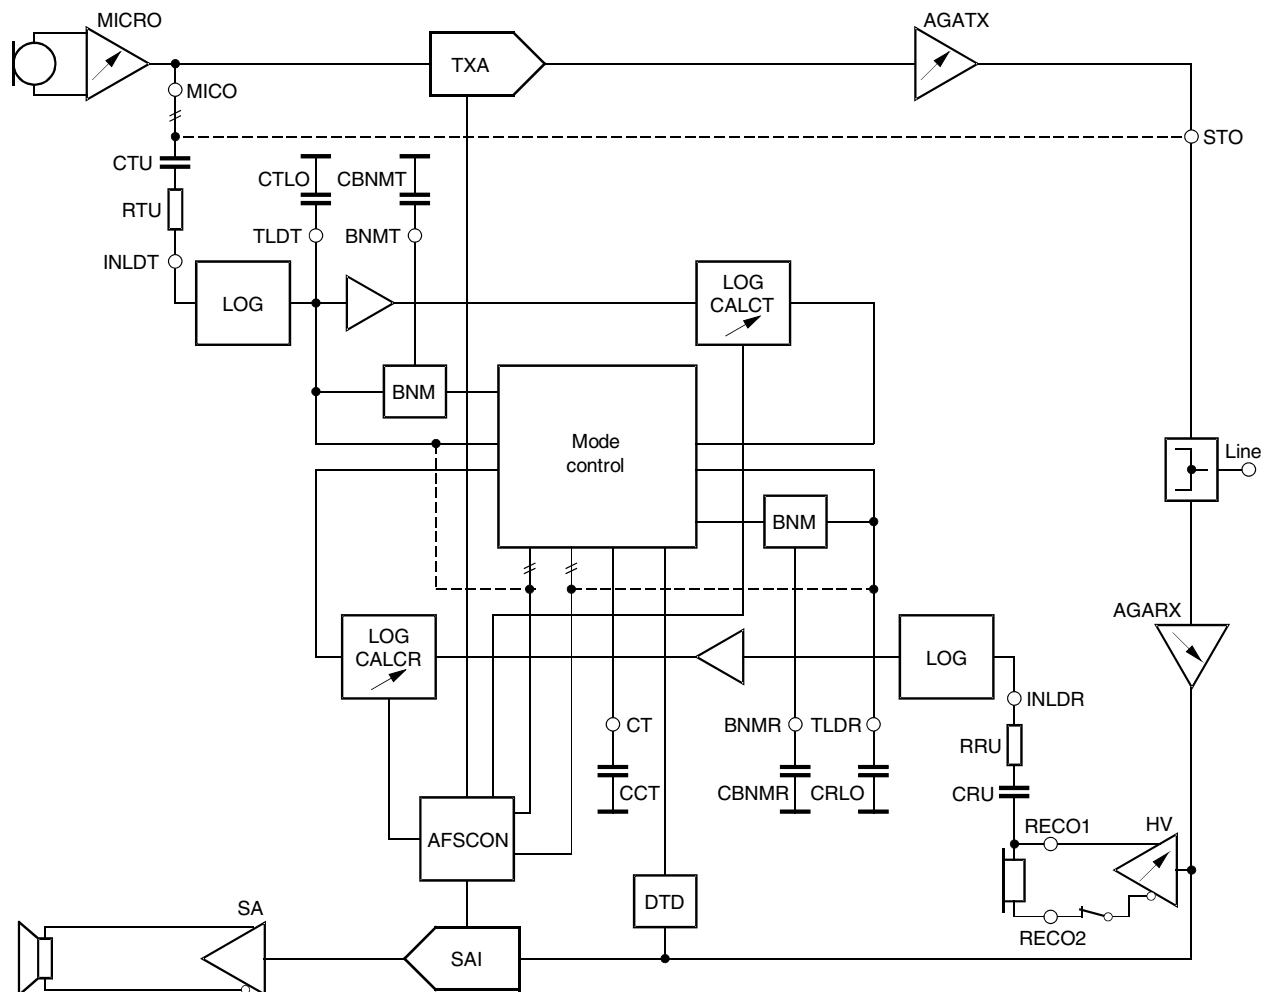 MICRO
AGATX
TXA
MICO
STO
CTU
CTLO
CBNMT
RTU
TLDT
BNMT
INLDT
LOG
LOG
CALCT
BNM
Mode
control
Line
BNM
AGARX
LOG
CALCR
LOG
INLDR
CT
BNMR
TLDR
RRU
CCT
CBNMR
CRLO
CRU
RECO1
HV
AFSCON
DTD
SA
RECO2
SAI